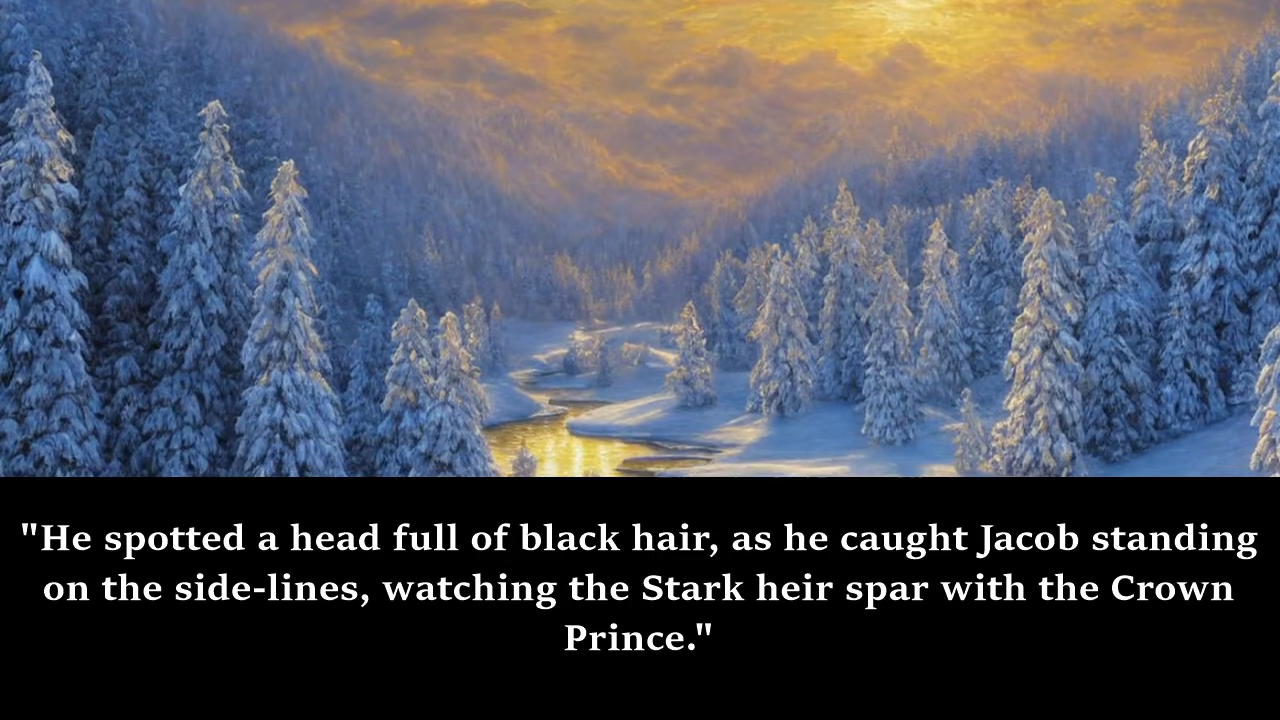 "He spotted a head full of black hair, as he caught Jacob standing
on the side-lines, watching the Stark heir spar with the Crown
Prince."